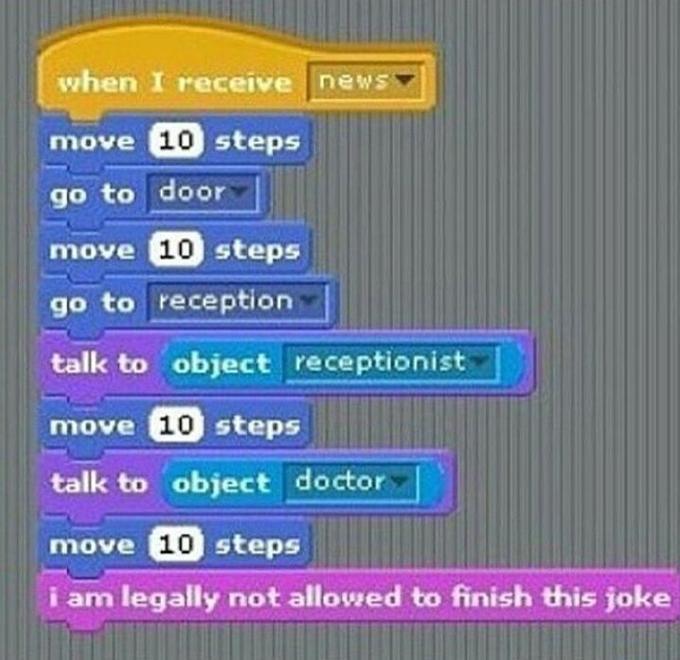 when I receive news
move 10 steps
go to door
move 10 steps
go to reception
talk to object receptionist
move 10 steps
talk to object doctor
move 10 steps
i am legally not allowed to finish this joke